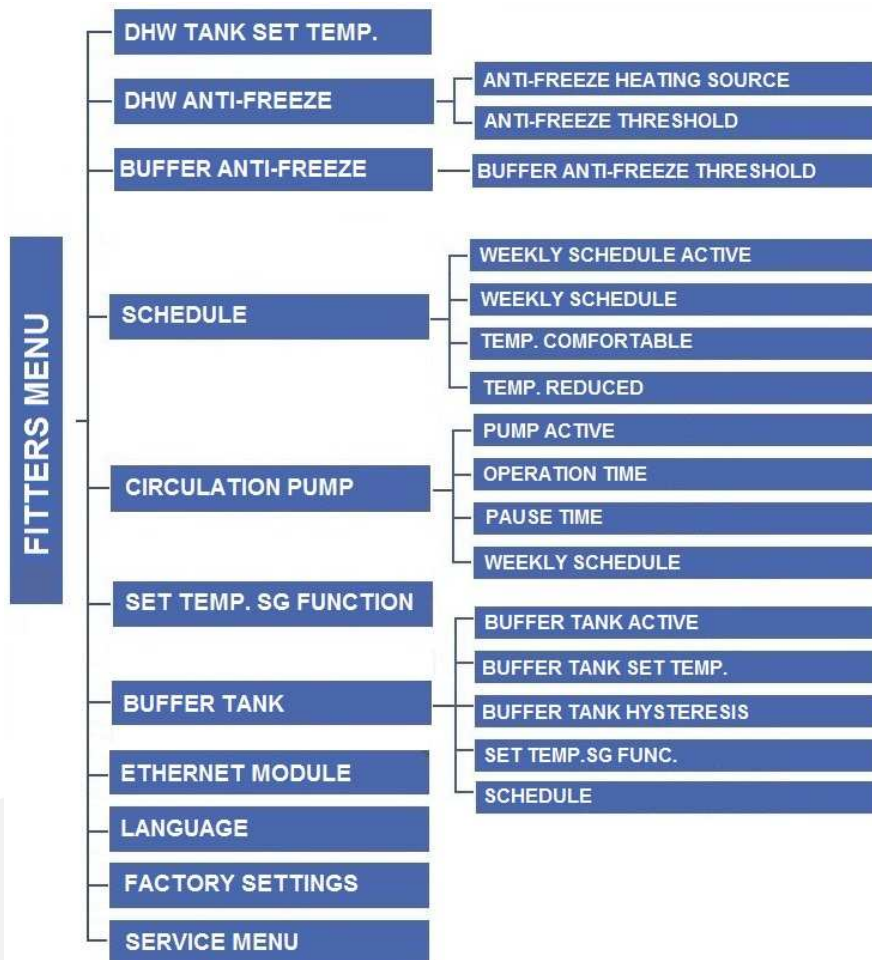 FITTERS MENU
DHW TANK SET TEMP.
DHW ANTI-FREEZE
ANTI-FREEZE HEATING SOURCE
ANTI-FREEZE THRESHOLD
BUFFER ANTI-FREEZE
BUFFER ANTI-FREEZE THRESHOLD
SCHEDULE
WEEKLY SCHEDULE ACTIVE
WEEKLY SCHEDULE
TEMP. COMFORTABLE
TEMP. REDUCED
CIRCULATION PUMP
PUMP ACTIVE
OPERATION TIME
PAUSE TIME
WEEKLY SCHEDULE
SET TEMP. SG FUNCTION
BUFFER TANK
BUFFER TANK ACTIVE
BUFFER TANK SET TEMP.
BUFFER TANK HYSTERESIS
SET TEMP.SG FUNC.
SCHEDULE
ETHERNET MODULE
LANGUAGE
FACTORY SETTINGS
SERVICE MENU